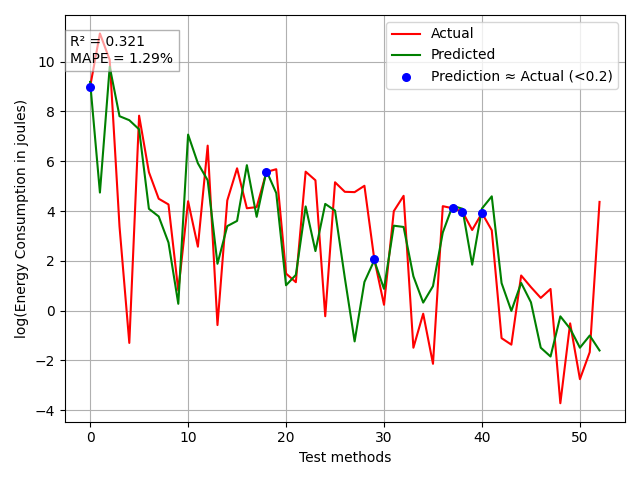 R² = 0.321
MAPE = 1.29%
Actual
Predicted
Prediction ≈ Actual (<0.2)
log(Energy Consumption in joules)
10
8
6
4
2
0
−2
−4
0 10 20 30 40 50
Test methods